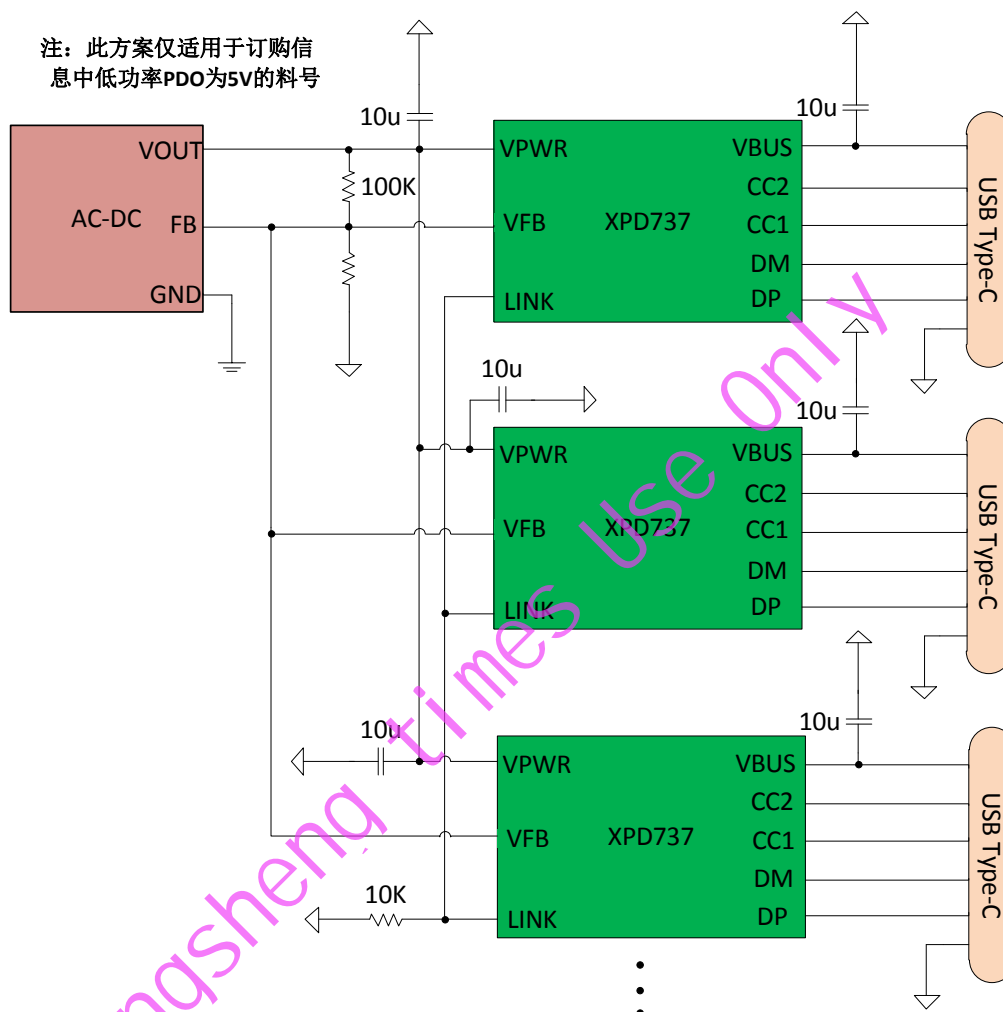 注：此方案仅适用于订购信
息中低功率PDO为5V的料号
10u
10u
VOUT
AC-DC
FB
GND
100K
VPWR
VFB
LINK
XPD737
VBUS
CC2
CC1
DM
DP
USB Type-C
10u
10u
VPWR
VFB
LINK
XPD737
VBUS
CC2
CC1
DM
DP
USB Type-C
10u
10u
VPWR
VFB
LINK
10K
XPD737
VBUS
CC2
CC1
DM
DP
USB Type-C
ngsheng times Use Only